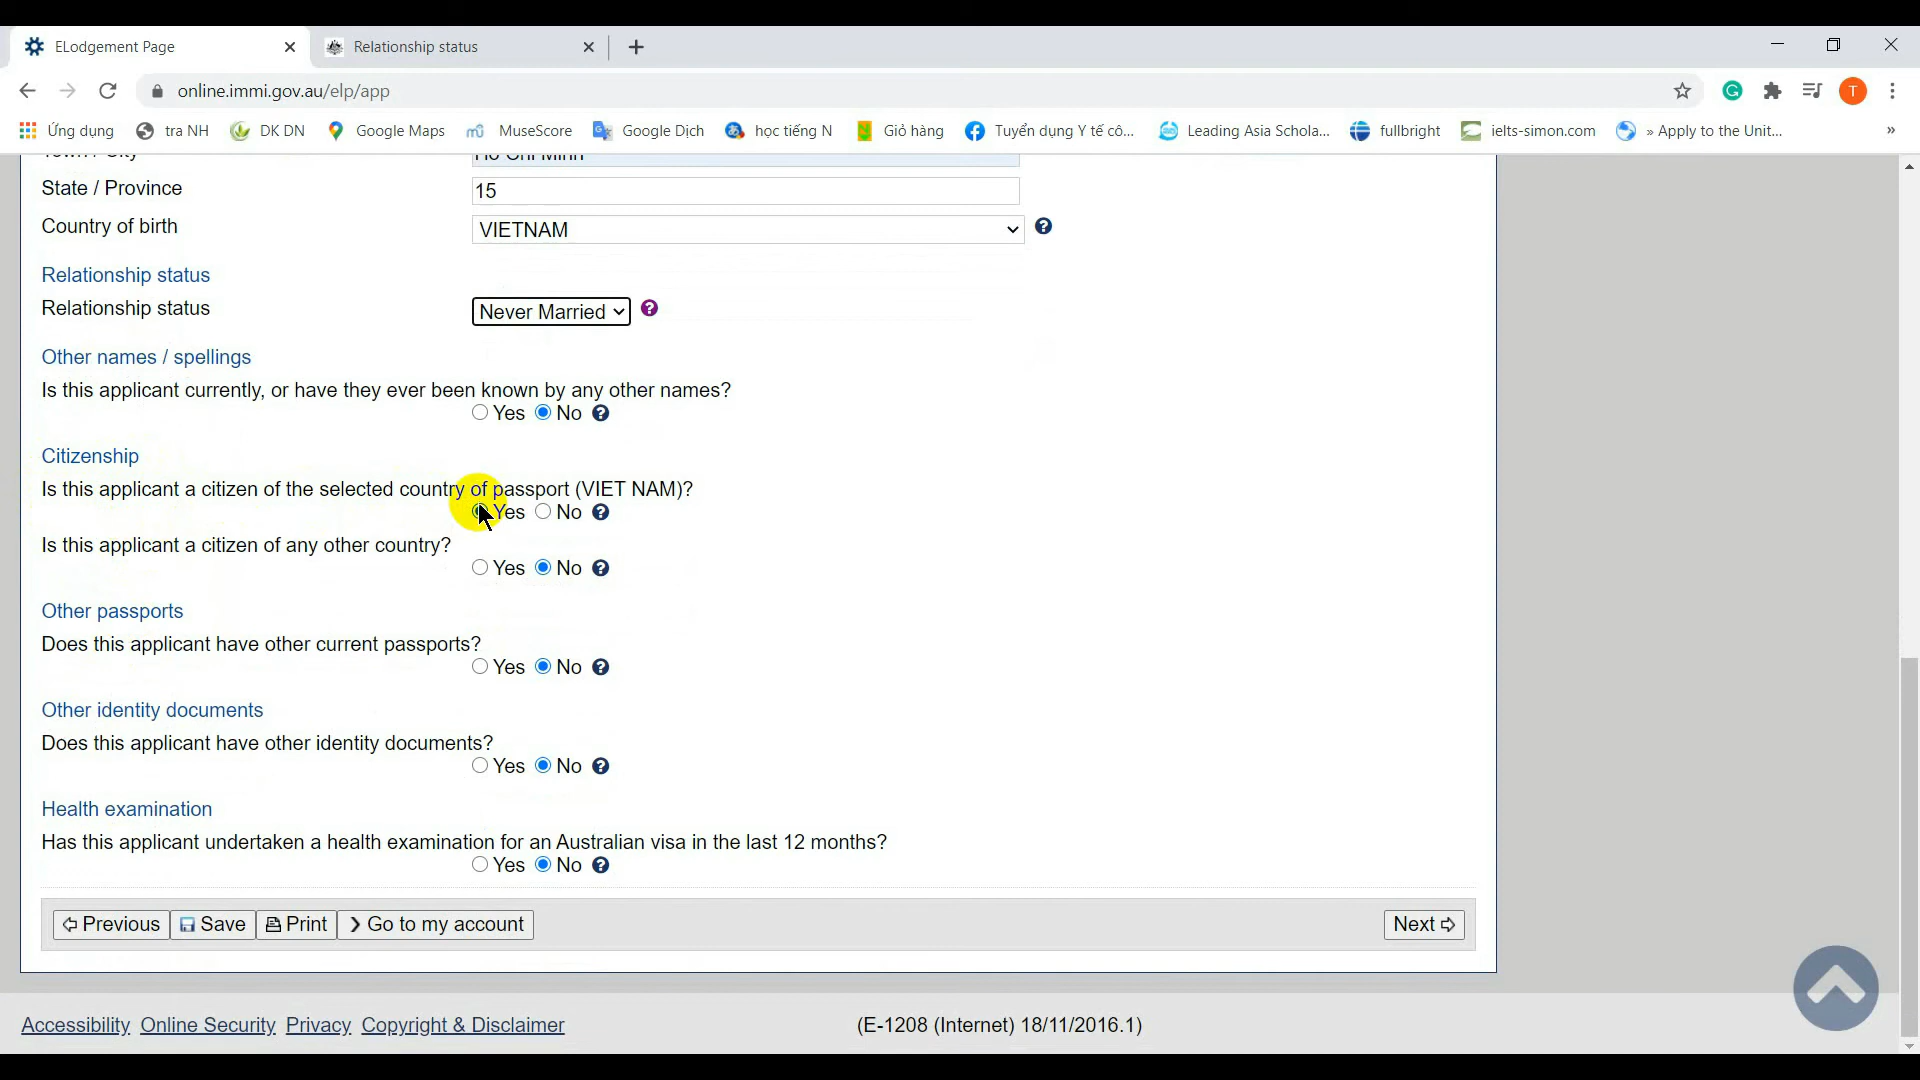 ELodgement Page
Relationship status
online.immi.gov.au/elp/app
T
Ứng dụng
tra NH
DK DN
Google Maps
MuseScore
Google Dịch
học tiếng N
Giỏ hàng
Tuyển dụng Y tế cô...
Leading Asia Schola...
fullbright
ielts-simon.com
» Apply to the Unit...
»
Town / City Ho Chi Minh
State / Province 15
Country of birth VIETNAM
Relationship status
Relationship status Never Married
Other names / spellings
Is this applicant currently, or have they ever been known by any other names?
Yes No
Citizenship
Is this applicant a citizen of the selected country of passport (VIET NAM)?
Yes No
Is this applicant a citizen of any other country?
Yes No
Other passports
Does this applicant have other current passports?
Yes No
Other identity documents
Does this applicant have other identity documents?
Yes No
Health examination
Has this applicant undertaken a health examination for an Australian visa in the last 12 months?
Yes No
Previous Save Print Go to my account Next
Accessibility Online Security Privacy Copyright & Disclaimer (E-1208 (Internet) 18/11/2016.1)